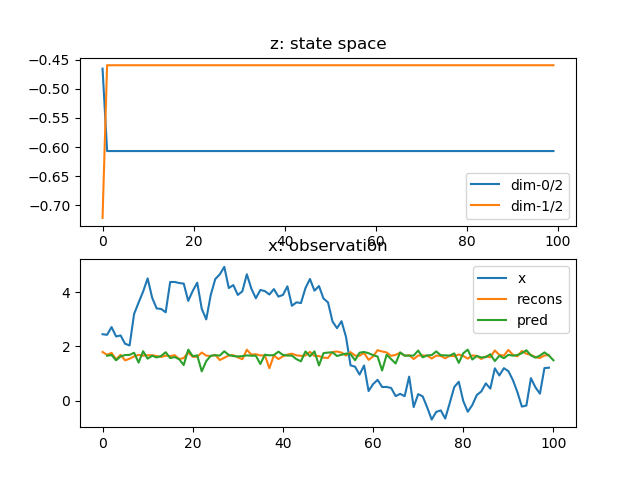 z: state space
−0.45
−0.50
−0.55
−0.60
−0.65
−0.70
dim-0/2
dim-1/2
0 20 40 60 80 100
x: observation
4
2
0
x
recons
pred
0 20 40 60 80 100